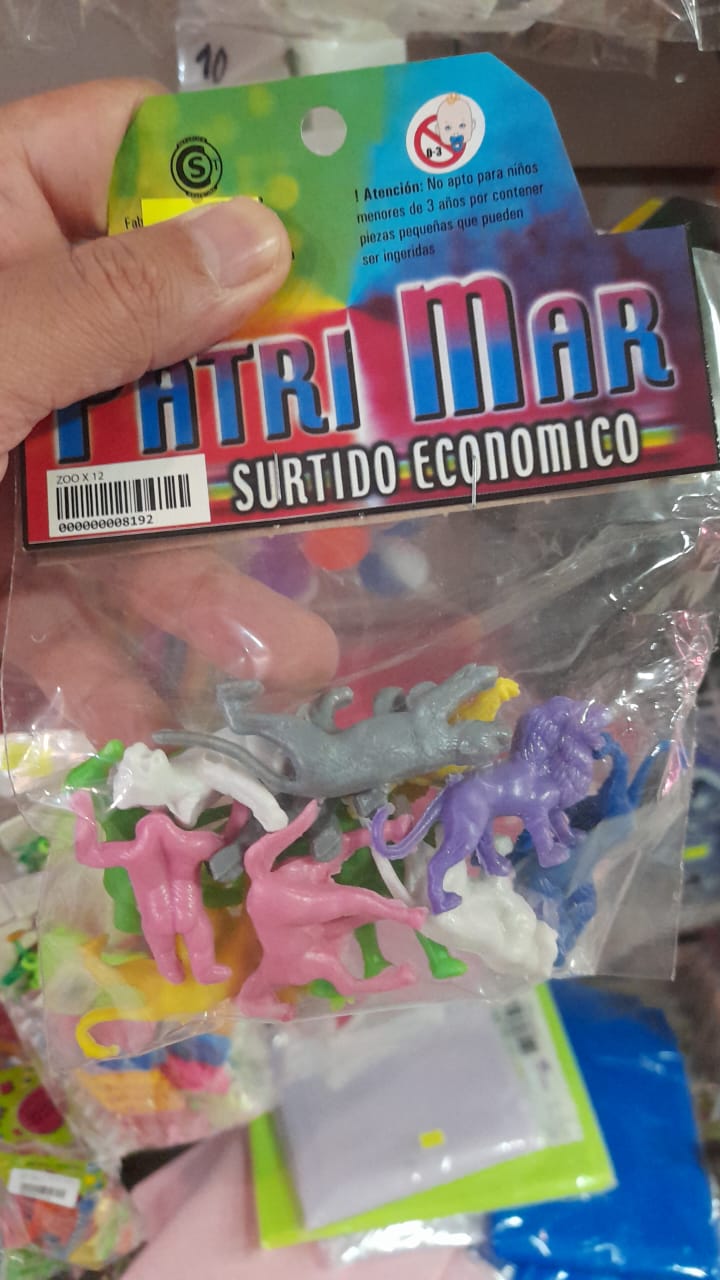 10
S
0-3
! Atención: No apto para niños
menores de 3 años por contener
piezas pequeñas que pueden
ser ingeridas
PATRI MAR
SURTIDO ECONOMICO
ZOO X 12
000000008192